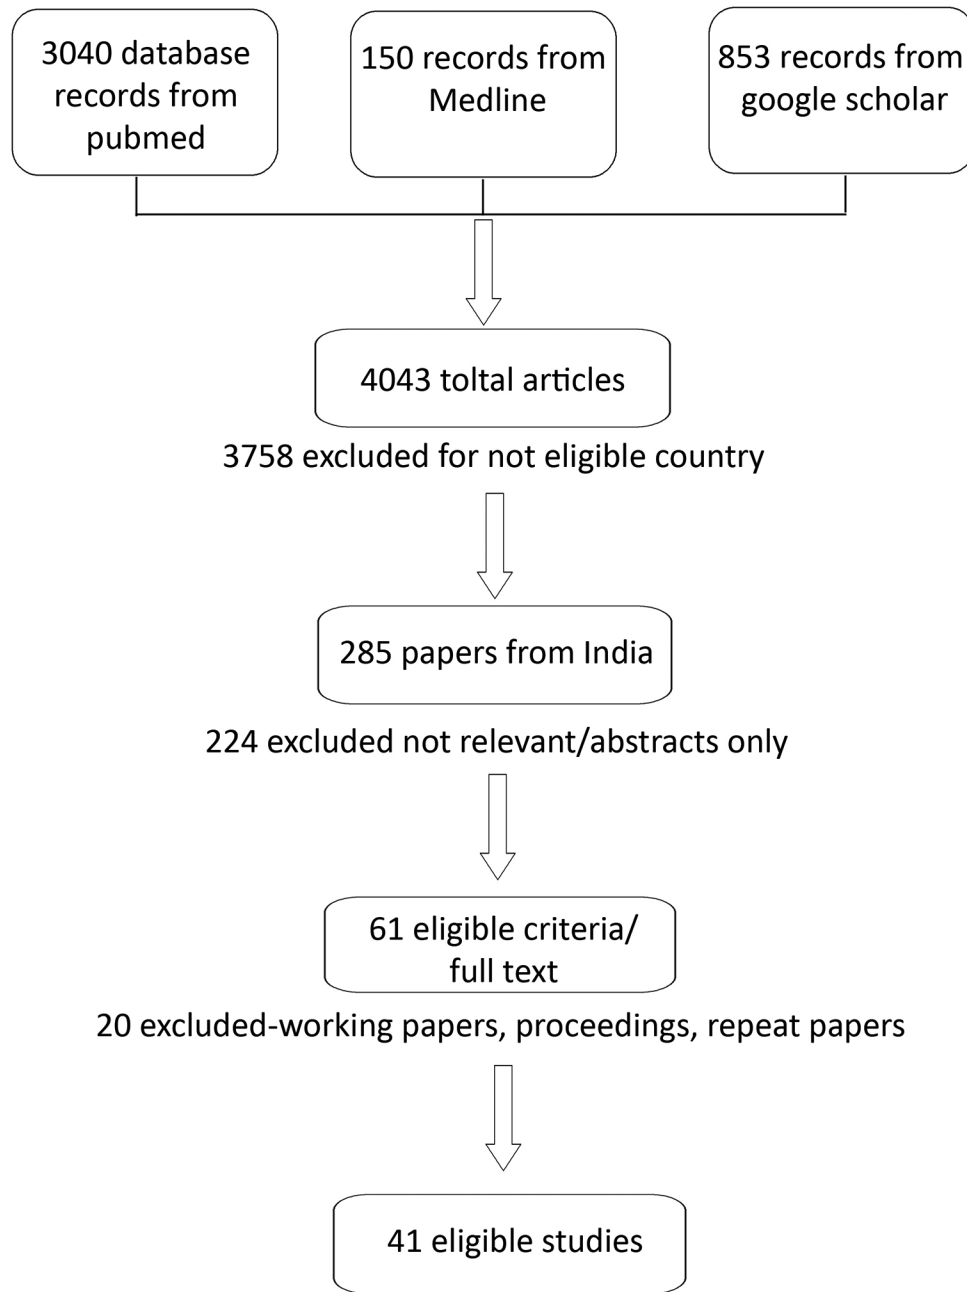 3040 database
records from
pubmed
150 records from
Medline
853 records from
google scholar
4043 toltal articles
3758 excluded for not eligible country
285 papers from India
224 excluded not relevant/abstracts only
61 eligible criteria/
full text
20 excluded-working papers, proceedings, repeat papers
41 eligible studies